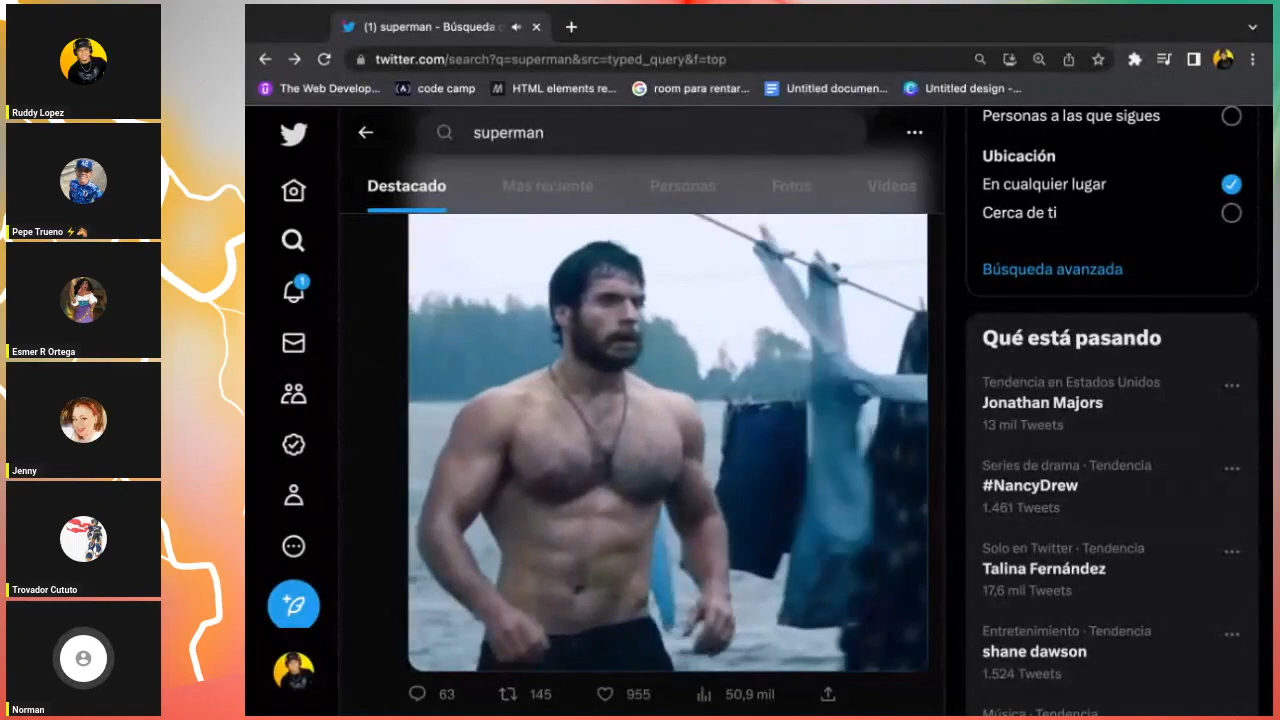 Ruddy Lopez
Pepe Trueno ⚡🐴
Esmer R Ortega
Jenny
Trovador Cututo
Norman
(1) superman - Búsqueda
twitter.com/search?q=superman&src=typed_query&f=top
The Web Develop...
code camp
HTML elements re...
room para rentar...
Untitled documen...
Untitled design -...
superman
Destacado
Más reciente
Personas
Fotos
Videos
1
63
145
955
50,9 mil
Personas a las que sigues
Ubicación
En cualquier lugar
Cerca de ti
Búsqueda avanzada
Qué está pasando
Tendencia en Estados Unidos
Jonathan Majors
13 mil Tweets
Series de drama · Tendencia
#NancyDrew
1.461 Tweets
Solo en Twitter · Tendencia
Talina Fernández
17,6 mil Tweets
Entretenimiento · Tendencia
shane dawson
1.524 Tweets
Música · Tendencia